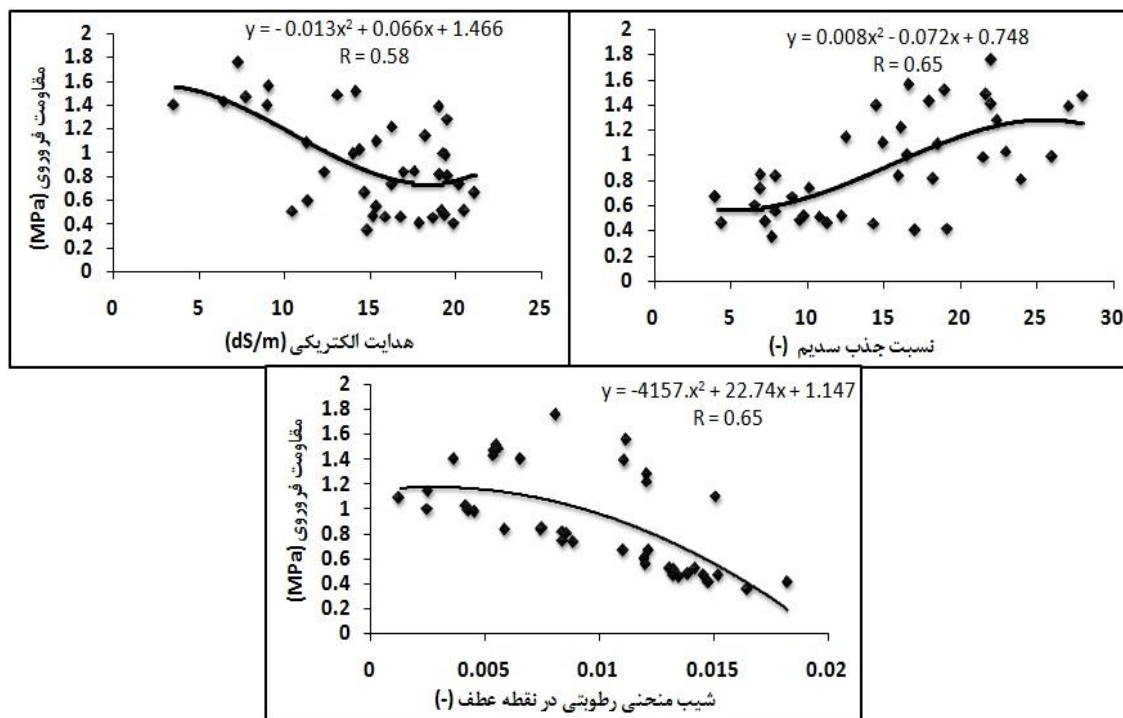 y = - 0.013x² + 0.066x + 1.466
R = 0.58
مقاومت فروروی (MPa)
2
1.8
1.6
1.4
1.2
1
0.8
0.6
0.4
0.2
0
0 5 10 15 20 25
هدایت الکتریکی (dS/m)
y = 0.008x² - 0.072x + 0.748
R = 0.65
2
1.8
1.6
1.4
1.2
1
0.8
0.6
0.4
0.2
0
0 5 10 15 20 25 30
نسبت جذب سدیم (-)
y = -4157.x² + 22.74x + 1.147
R = 0.65
مقاومت فروروی (MPa)
2
1.8
1.6
1.4
1.2
1
0.8
0.6
0.4
0.2
0
0 0.005 0.01 0.015 0.02
شیب منحنی رطوبتی در نقطه عطف (-)